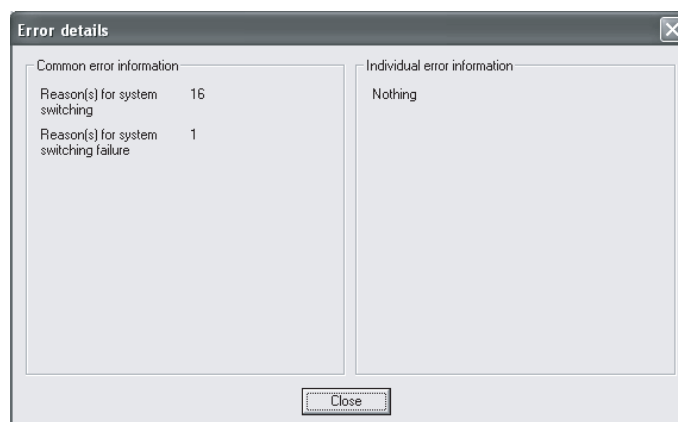 Error details
Common error information
Reason(s) for system 16
switching
Reason(s) for system 1
switching failure
Individual error information
Nothing
Close